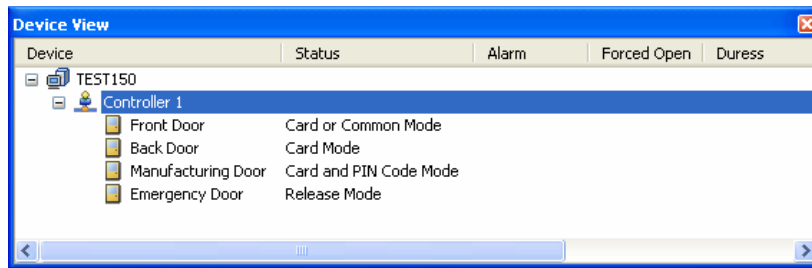 Device View
Device Status Alarm Forced Open Duress
TEST150
Controller 1
Front Door Card or Common Mode
Back Door Card Mode
Manufacturing Door Card and PIN Code Mode
Emergency Door Release Mode